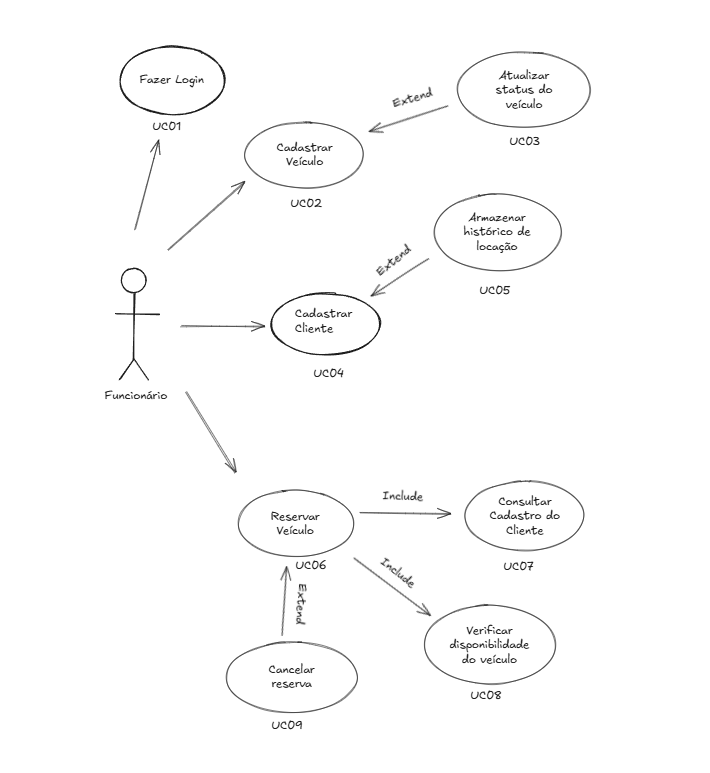 Fazer Login
UC01
Cadastrar
Veículo
UC02
Extend
Atualizar
status do
veículo
UC03
Armazenar
histórico de
locação
UC05
Extend
Cadastrar
Cliente
UC04
Funcionário
Reservar
Veículo
UC06
Include
Consultar
Cadastro do
Cliente
UC07
Include
Verificar
disponibilidade
do veículo
UC08
Extend
Cancelar
reserva
UC09